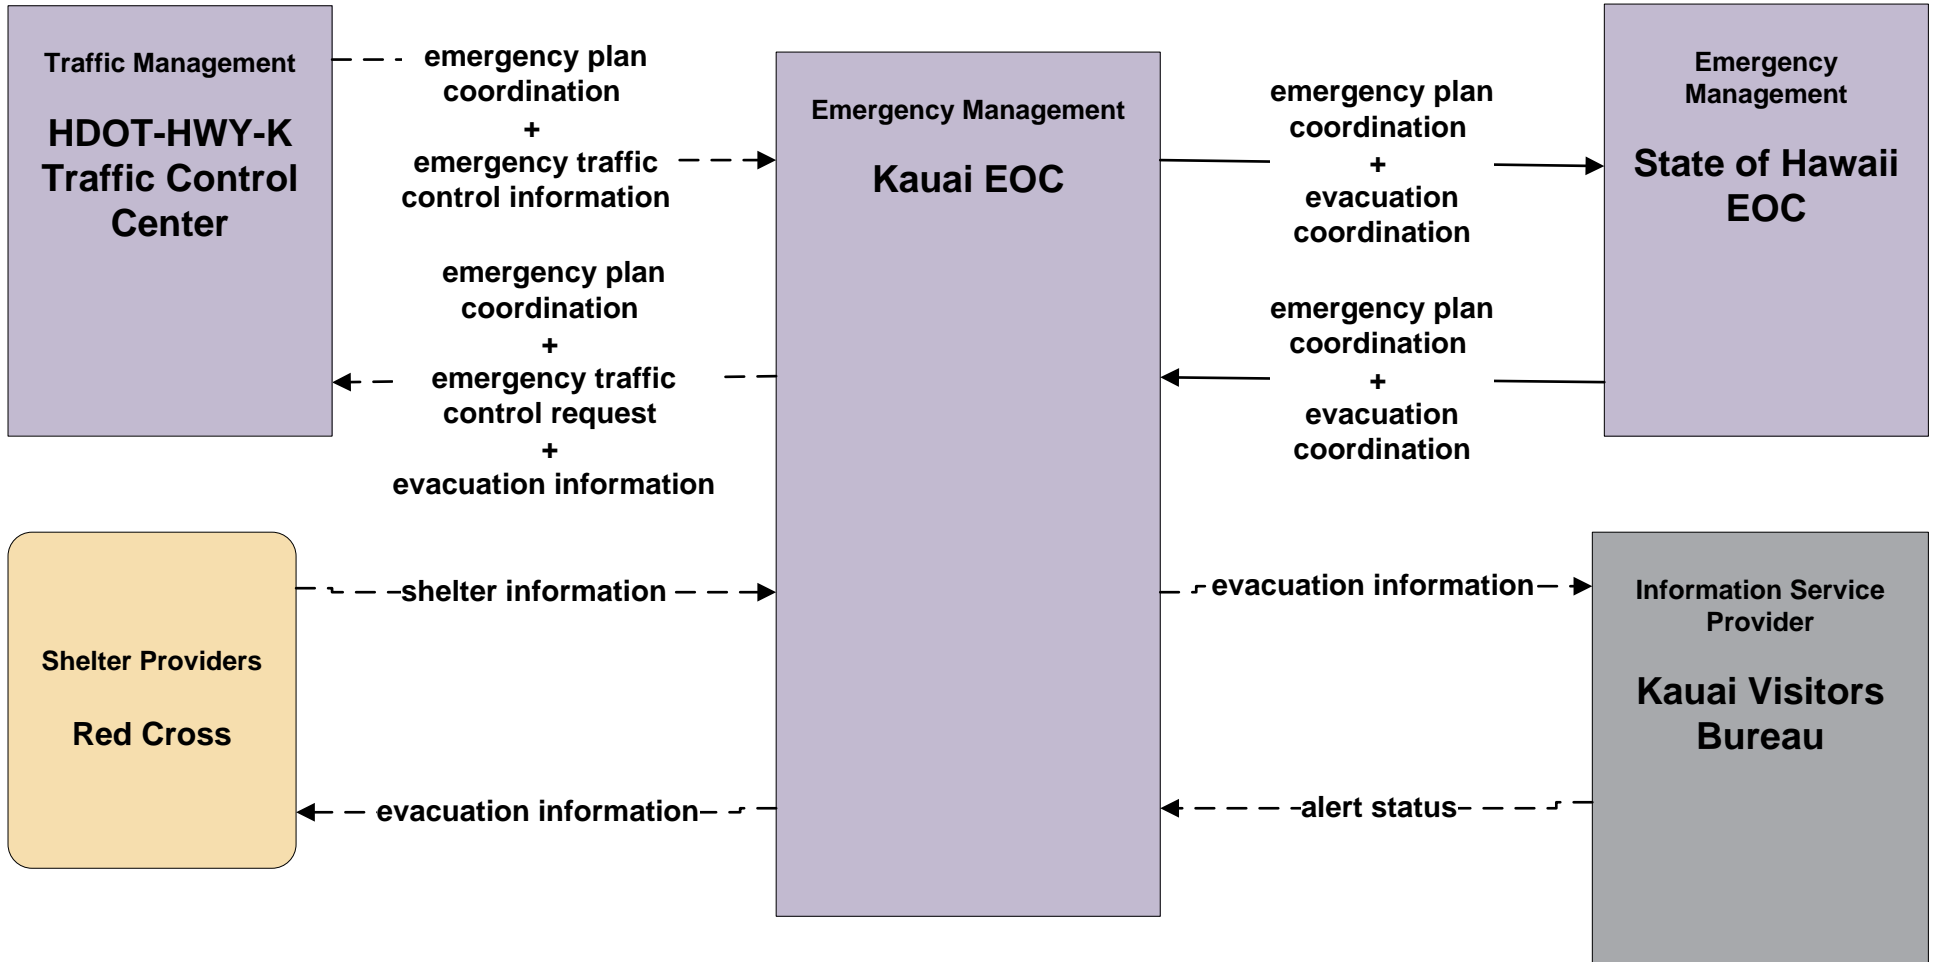 Traffic Management
HDOT-HWY-K
Traffic Control
Center
emergency plan
coordination
+
emergency traffic
control information
emergency plan
coordination
+
emergency traffic
control request
+
evacuation information
Emergency Management
Kauai EOC
emergency plan
coordination
+
evacuation
coordination
emergency plan
coordination
+
evacuation
coordination
Emergency
Management
State of Hawaii
EOC
Shelter Providers
Red Cross
shelter information
evacuation information
evacuation information
alert status
Information Service
Provider
Kauai Visitors
Bureau